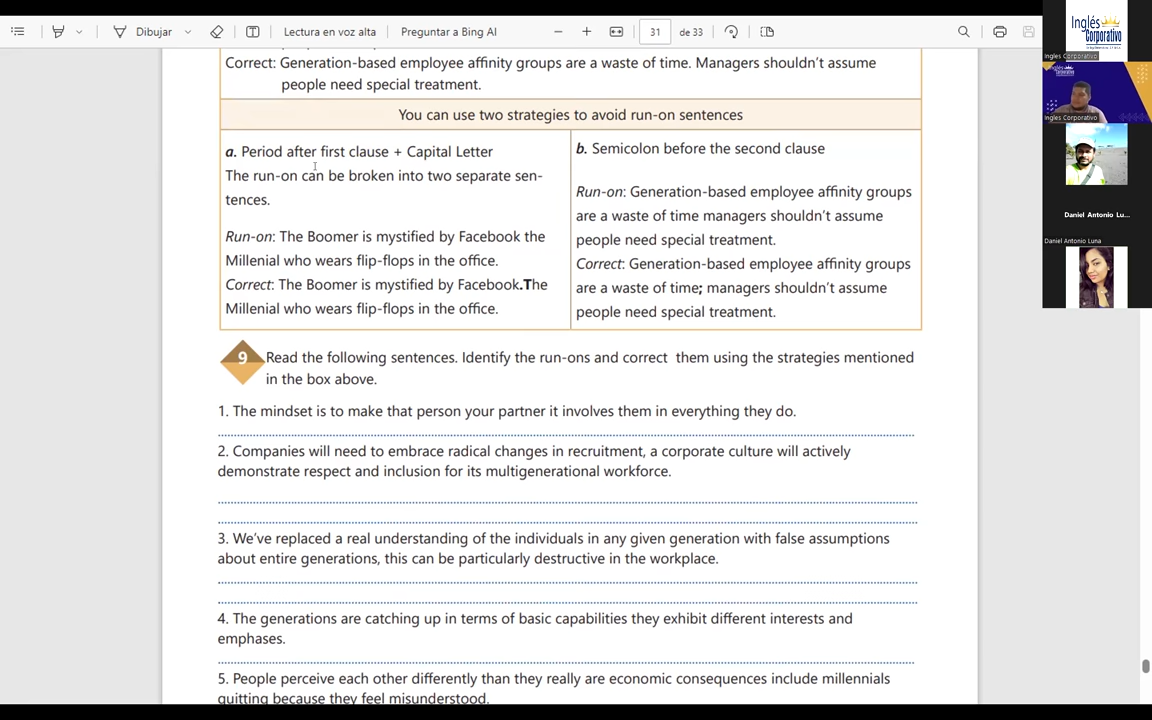 Dibujar
Lectura en voz alta
Preguntar a Bing AI
31
de 33
Correct: Generation-based employee affinity groups are a waste of time. Managers shouldn't assume
people need special treatment.
You can use two strategies to avoid run-on sentences
a. Period after first clause + Capital Letter
The run-on can be broken into two separate sen-
tences.
Run-on: The Boomer is mystified by Facebook the
Millenial who wears flip-flops in the office.
Correct: The Boomer is mystified by Facebook.The
Millenial who wears flip-flops in the office.
b. Semicolon before the second clause
Run-on: Generation-based employee affinity groups
are a waste of time managers shouldn't assume
people need special treatment.
Correct: Generation-based employee affinity groups
are a waste of time; managers shouldn't assume
people need special treatment.
9
Read the following sentences. Identify the run-ons and correct them using the strategies mentioned
in the box above.
1. The mindset is to make that person your partner it involves them in everything they do.
2. Companies will need to embrace radical changes in recruitment, a corporate culture will actively
demonstrate respect and inclusion for its multigenerational workforce.
3. We've replaced a real understanding of the individuals in any given generation with false assumptions
about entire generations, this can be particularly destructive in the workplace.
4. The generations are catching up in terms of basic capabilities they exhibit different interests and
emphases.
5. People perceive each other differently than they really are economic consequences include millennials
quitting because they feel misunderstood.
Inglés
Corporativo
Ingles Corporativo
Ingles Corporativo
Daniel Antonio Lu...
Daniel Antonio Luna